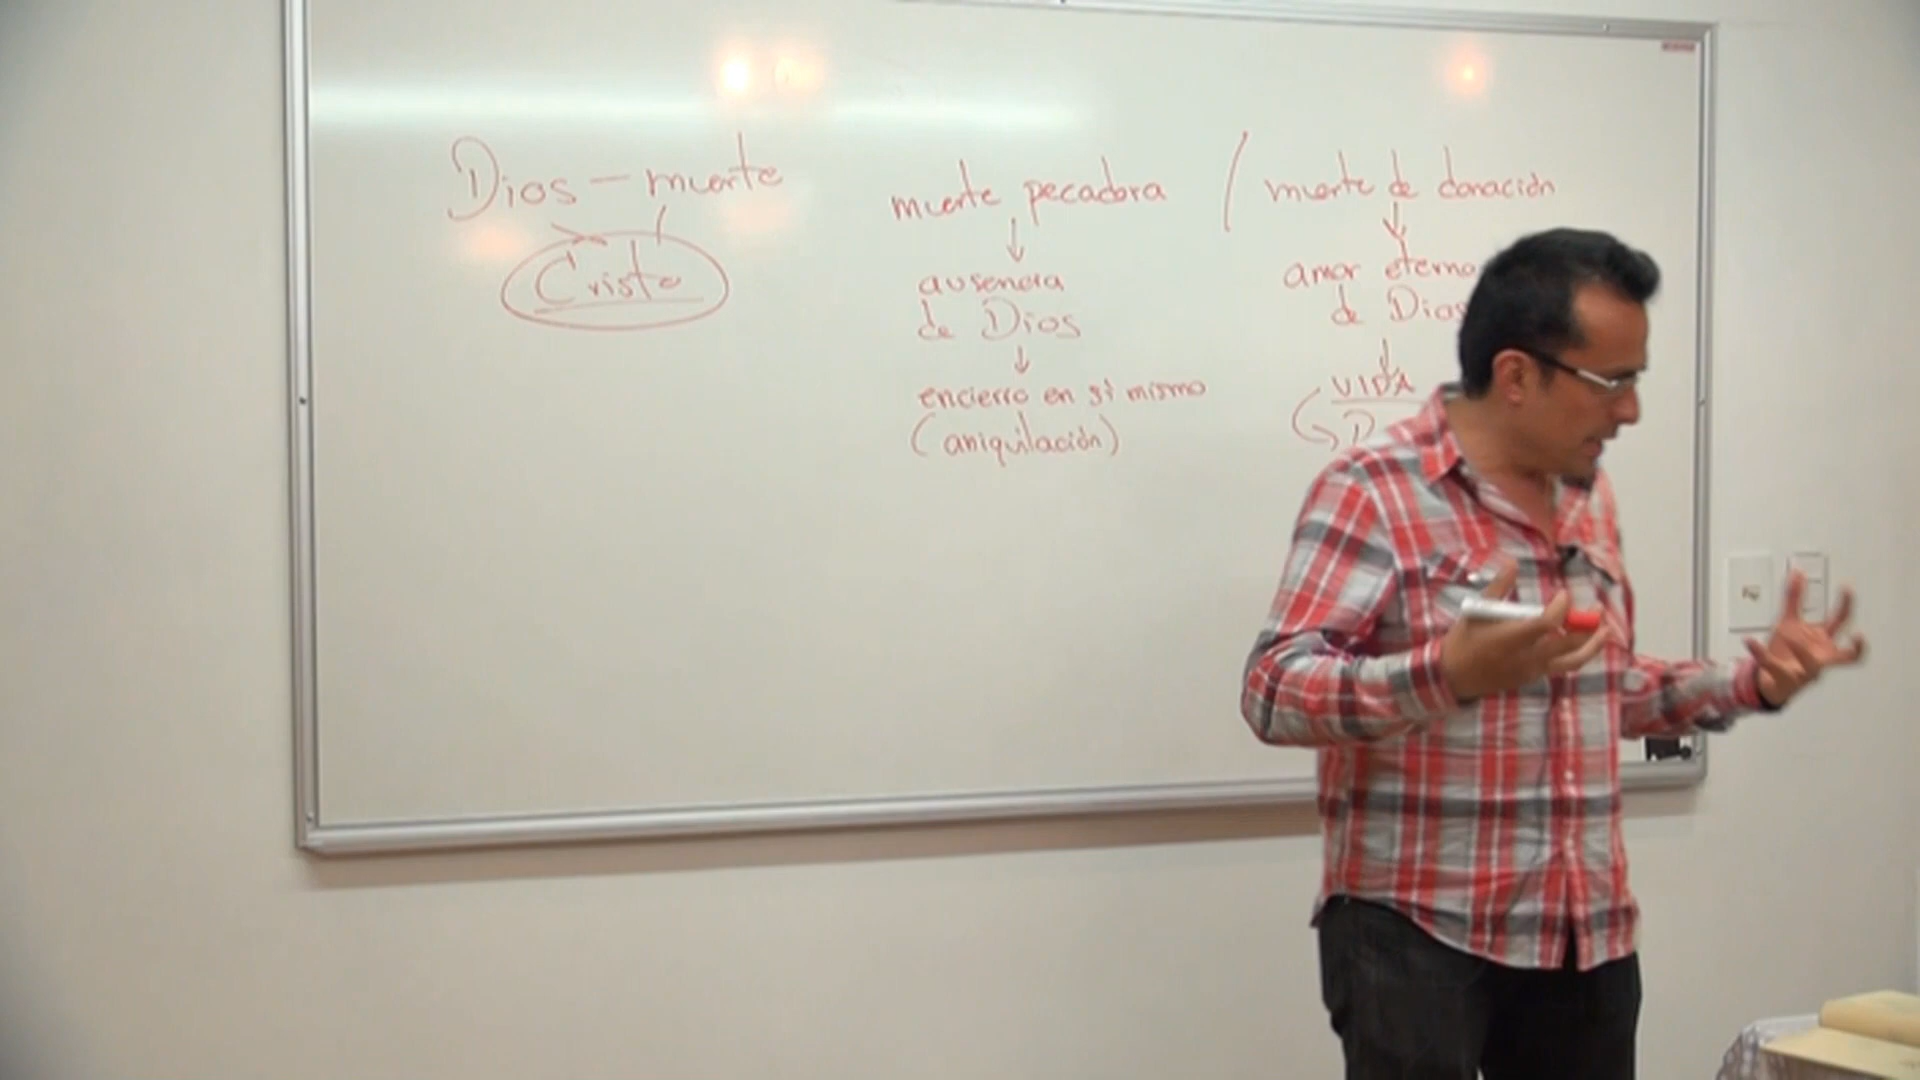 Dios — muerte
Cristo
muerte pecadora / muerte de donación
ausencia
de Dios
encierro en si mismo
(aniquilación)
amor eterno
de Dios
VIDA
D